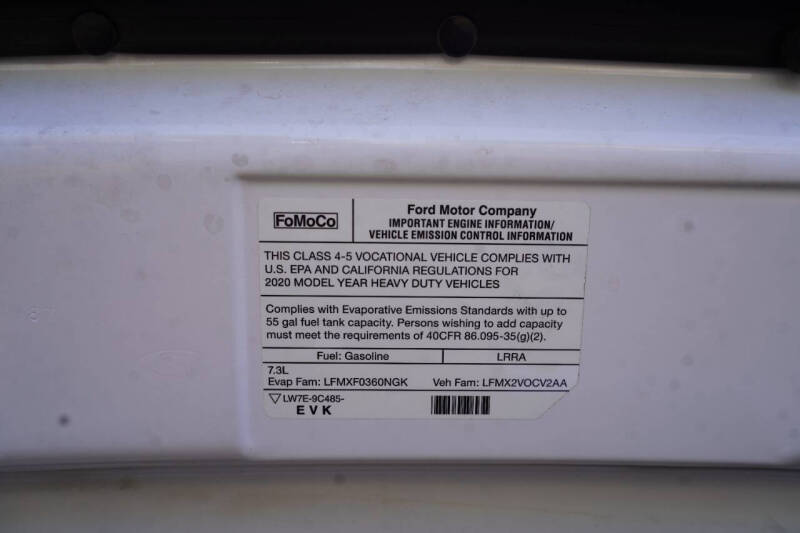 FoMoCo
Ford Motor Company
IMPORTANT ENGINE INFORMATION/
VEHICLE EMISSION CONTROL INFORMATION
THIS CLASS 4-5 VOCATIONAL VEHICLE COMPLIES WITH
U.S. EPA AND CALIFORNIA REGULATIONS FOR
2020 MODEL YEAR HEAVY DUTY VEHICLES
Complies with Evaporative Emissions Standards with up to
55 gal fuel tank capacity. Persons wishing to add capacity
must meet the requirements of 40CFR 86.095-35(g)(2).
Fuel: Gasoline LRRA
7.3L
Evap Fam: LFMXF0360NGK Veh Fam: LFMX2VOCV2AA
LW7E-9C485-
EVK